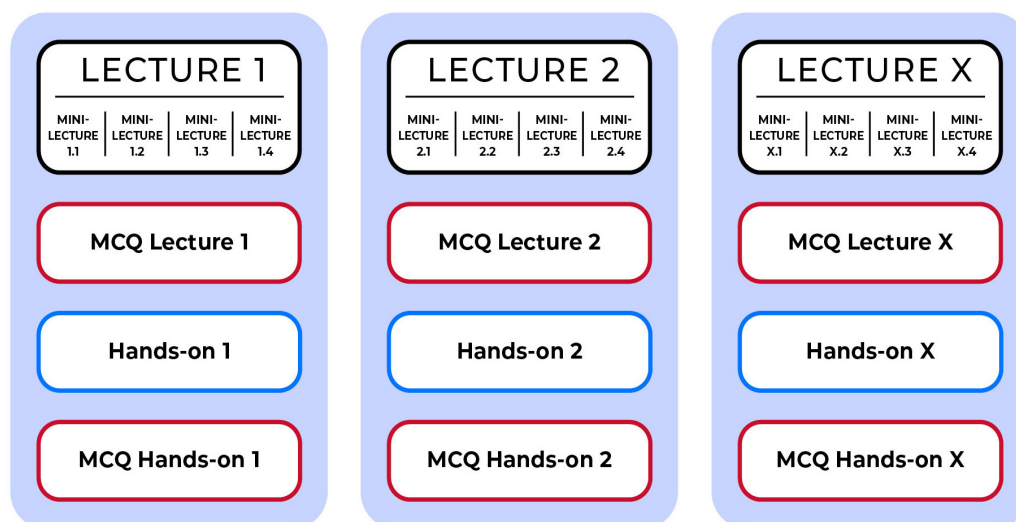 LECTURE 1
MINI-
LECTURE
1.1
MINI-
LECTURE
1.2
MINI-
LECTURE
1.3
MINI-
LECTURE
1.4
MCQ Lecture 1
Hands-on 1
MCQ Hands-on 1
LECTURE 2
MINI-
LECTURE
2.1
MINI-
LECTURE
2.2
MINI-
LECTURE
2.3
MINI-
LECTURE
2.4
MCQ Lecture 2
Hands-on 2
MCQ Hands-on 2
LECTURE X
MINI-
LECTURE
X.1
MINI-
LECTURE
X.2
MINI-
LECTURE
X.3
MINI-
LECTURE
X.4
MCQ Lecture X
Hands-on X
MCQ Hands-on X